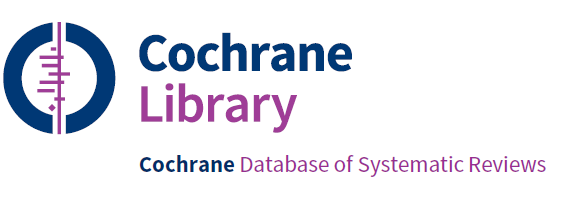 Cochrane
Library
Cochrane Database of Systematic Reviews